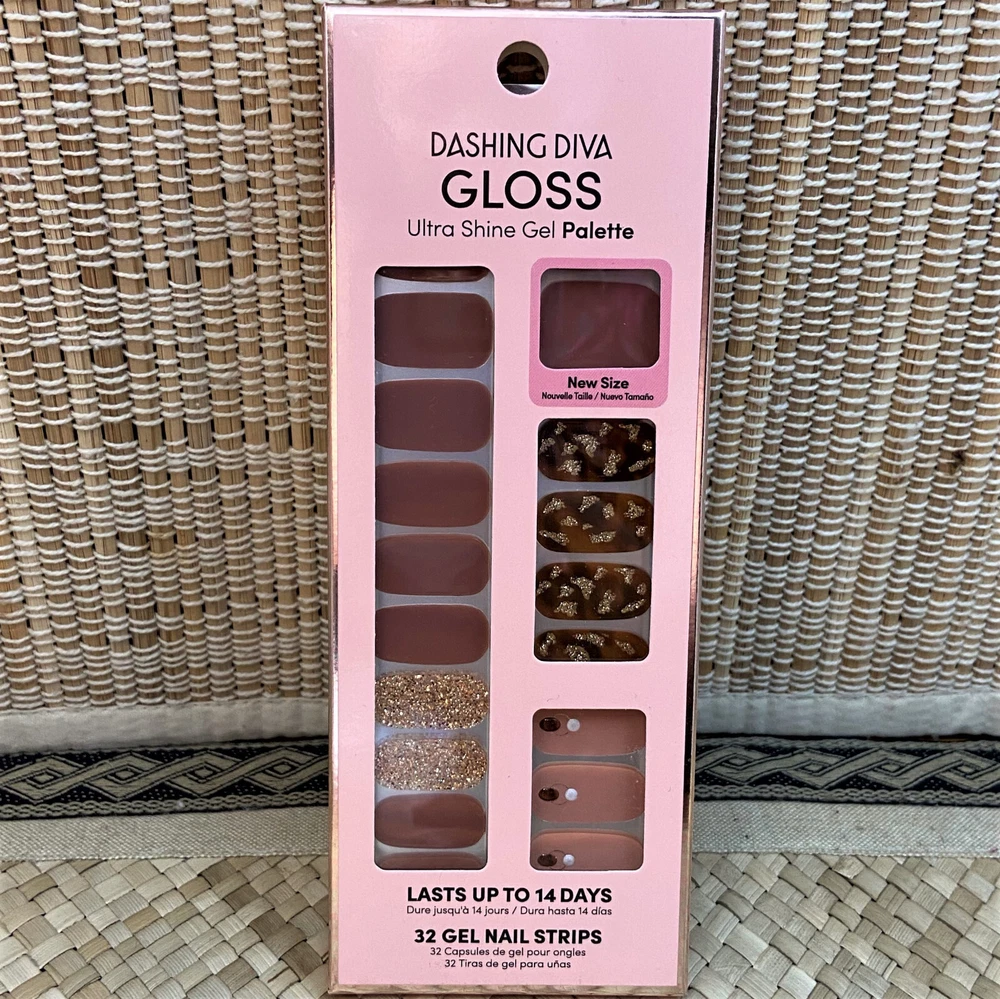 DASHING DIVA
GLOSS
Ultra Shine Gel Palette
New Size
Nouvelle Taille / Nuevo Tamaño
LASTS UP TO 14 DAYS
Dure jusqu'à 14 jours / Dura hasta 14 días
32 GEL NAIL STRIPS
32 Capsules de gel pour ongles
32 Tiras de gel para uñas